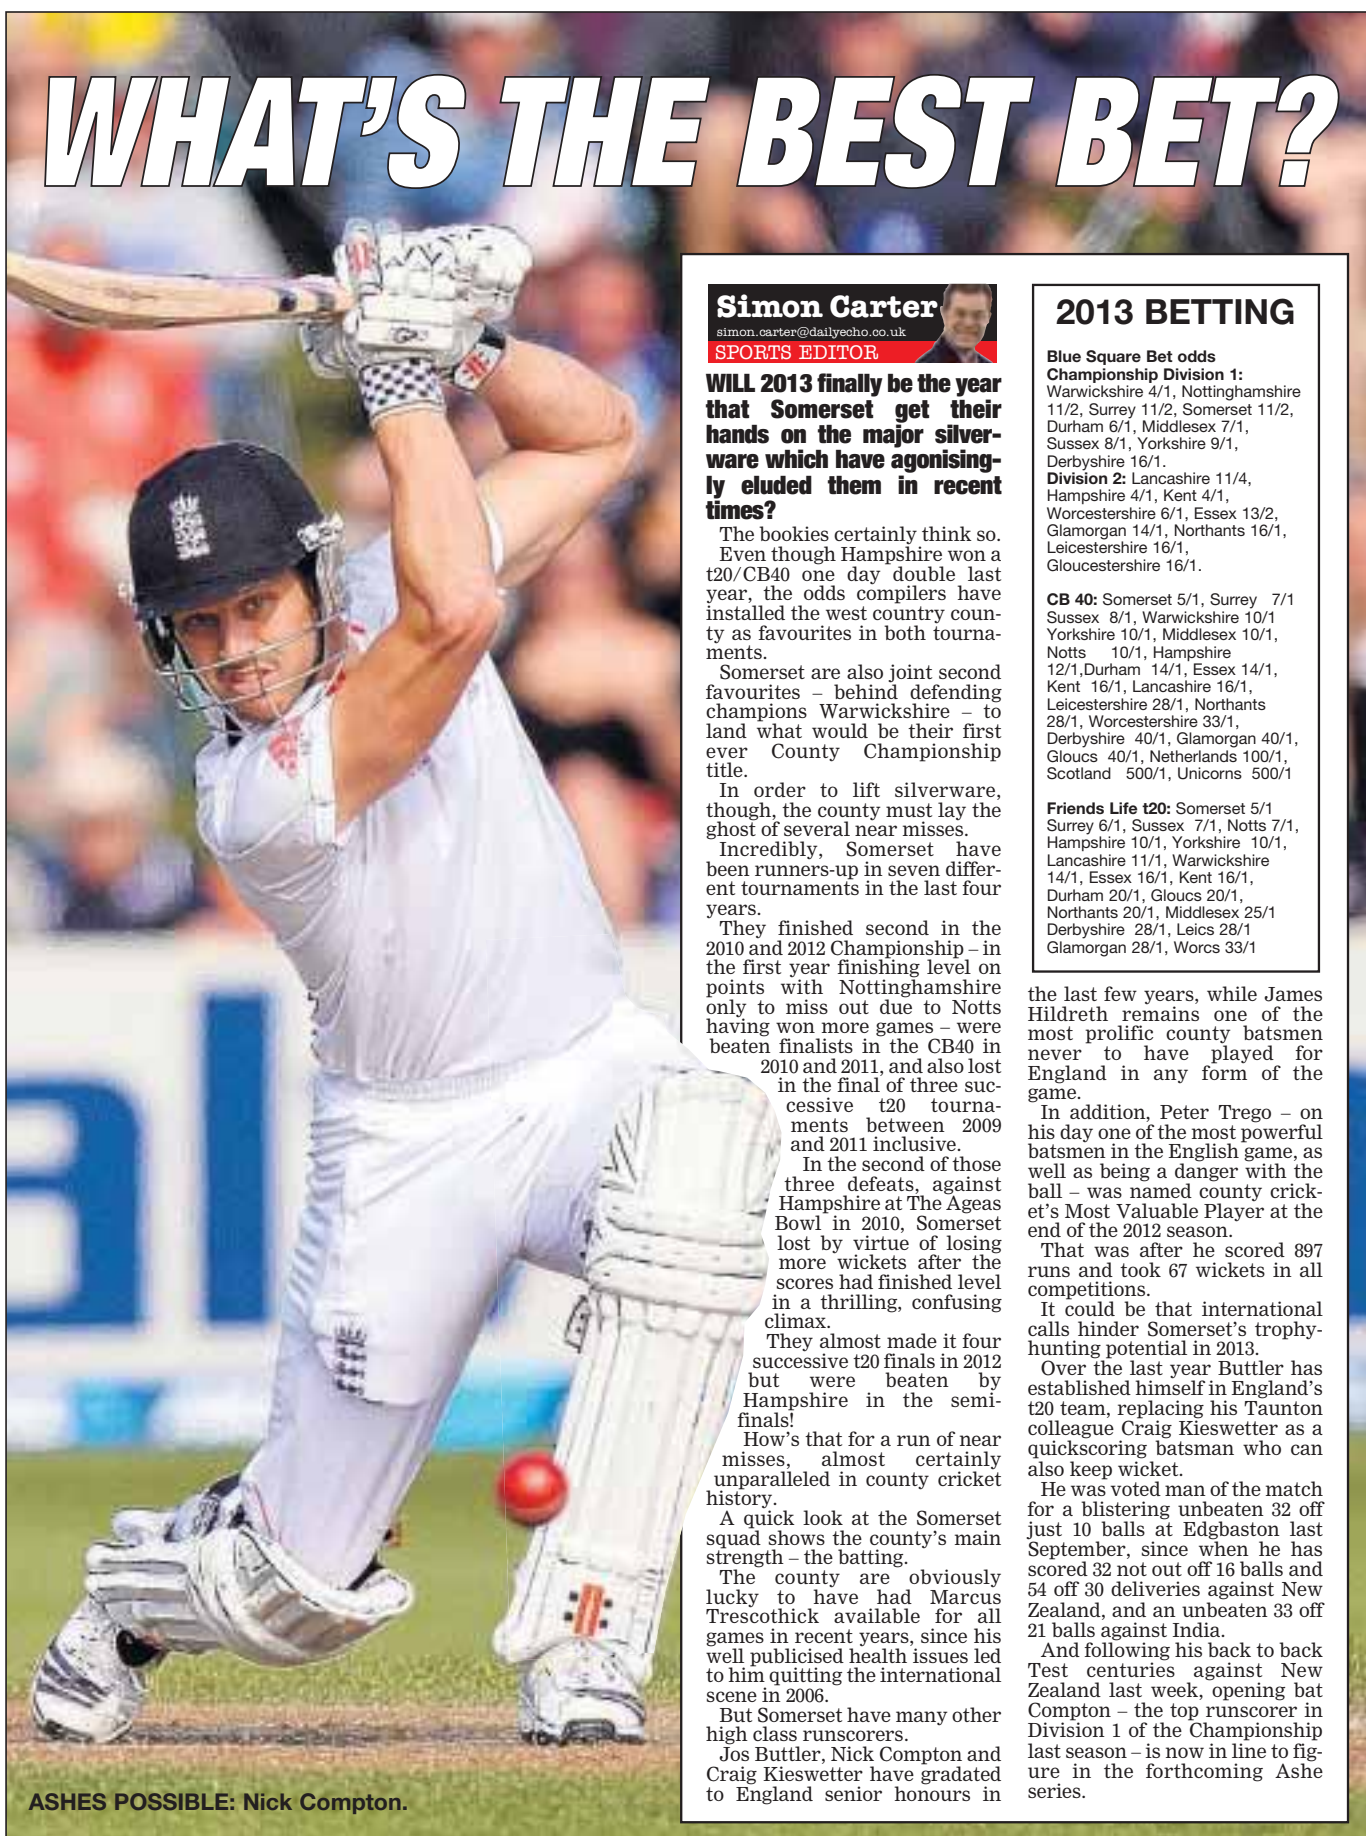 WHAT'S THE BEST BET?
Simon Carter
simon.carter@dailyecho.co.uk
SPORTS EDITOR
WILL 2013 finally be the year
that Somerset get their
hands on the major silver-
ware which have agonising-
ly eluded them in recent
times?
The bookies certainly think so.
Even though Hampshire won a
t20/CB40 one day double last
year, the odds compilers have
installed the west country coun-
ty as favourites in both tourna-
ments.
Somerset are also joint second
favourites – behind defending
champions Warwickshire – to
land what would be their first
ever County Championship
title.
In order to lift silverware,
though, the county must lay the
ghost of several near misses.
Incredibly, Somerset have
been runners-up in seven differ-
ent tournaments in the last four
years.
They finished second in the
2010 and 2012 Championship – in
the first year finishing level on
points with Nottinghamshire
only to miss out due to Notts
having won more games – were
beaten finalists in the CB40 in
2010 and 2011, and also lost
in the final of three suc-
cessive t20 tourna-
ments between 2009
and 2011 inclusive.
In the second of those
three defeats, against
Hampshire at The Ageas
Bowl in 2010, Somerset
lost by virtue of losing
more wickets after the
scores had finished level
in a thrilling, confusing
climax.
They almost made it four
successive t20 finals in 2012
but were beaten by
Hampshire in the semi-
finals!
How's that for a run of near
misses, almost certainly
unparalleled in county cricket
history.
A quick look at the Somerset
squad shows the county's main
strength – the batting.
The county are obviously
lucky to have had Marcus
Trescothick available for all
games in recent years, since his
well publicised health issues led
to him quitting the international
scene in 2006.
But Somerset have many other
high class runscorers.
Jos Buttler, Nick Compton and
Craig Kieswetter have gradated
to England senior honours in
2013 BETTING
Blue Square Bet odds
Championship Division 1:
Warwickshire 4/1, Nottinghamshire
11/2, Surrey 11/2, Somerset 11/2,
Durham 6/1, Middlesex 7/1,
Sussex 8/1, Yorkshire 9/1,
Derbyshire 16/1.
Division 2: Lancashire 11/4,
Hampshire 4/1, Kent 4/1,
Worcestershire 6/1, Essex 13/2,
Glamorgan 14/1, Northants 16/1,
Leicestershire 16/1,
Gloucestershire 16/1.
CB 40: Somerset 5/1, Surrey 7/1
Sussex 8/1, Warwickshire 10/1
Yorkshire 10/1, Middlesex 10/1,
Notts 10/1, Hampshire
12/1,Durham 14/1, Essex 14/1,
Kent 16/1, Lancashire 16/1,
Leicestershire 28/1, Northants
28/1, Worcestershire 33/1,
Derbyshire 40/1, Glamorgan 40/1,
Gloucs 40/1, Netherlands 100/1,
Scotland 500/1, Unicorns 500/1
Friends Life t20: Somerset 5/1
Surrey 6/1, Sussex 7/1, Notts 7/1,
Hampshire 10/1, Yorkshire 10/1,
Lancashire 11/1, Warwickshire
14/1, Essex 16/1, Kent 16/1,
Durham 20/1, Gloucs 20/1,
Northants 20/1, Middlesex 25/1
Derbyshire 28/1, Leics 28/1
Glamorgan 28/1, Worcs 33/1
the last few years, while James
Hildreth remains one of the
most prolific county batsmen
never to have played for
England in any form of the
game.
In addition, Peter Trego – on
his day one of the most powerful
batsmen in the English game, as
well as being a danger with the
ball – was named county crick-
et's Most Valuable Player at the
end of the 2012 season.
That was after he scored 897
runs and took 67 wickets in all
competitions.
It could be that international
calls hinder Somerset's trophy-
hunting potential in 2013.
Over the last year Buttler has
established himself in England's
t20 team, replacing his Taunton
colleague Craig Kieswetter as a
quickscoring batsman who can
also keep wicket.
He was voted man of the match
for a blistering unbeaten 32 off
just 10 balls at Edgbaston last
September, since when he has
scored 32 not out off 16 balls and
54 off 30 deliveries against New
Zealand, and an unbeaten 33 off
21 balls against India.
And following his back to back
Test centuries against New
Zealand last week, opening bat
Compton – the top runscorer in
Division 1 of the Championship
last season – is now in line to fig-
ure in the forthcoming Ashe
series.
al
ASHES POSSIBLE: Nick Compton.